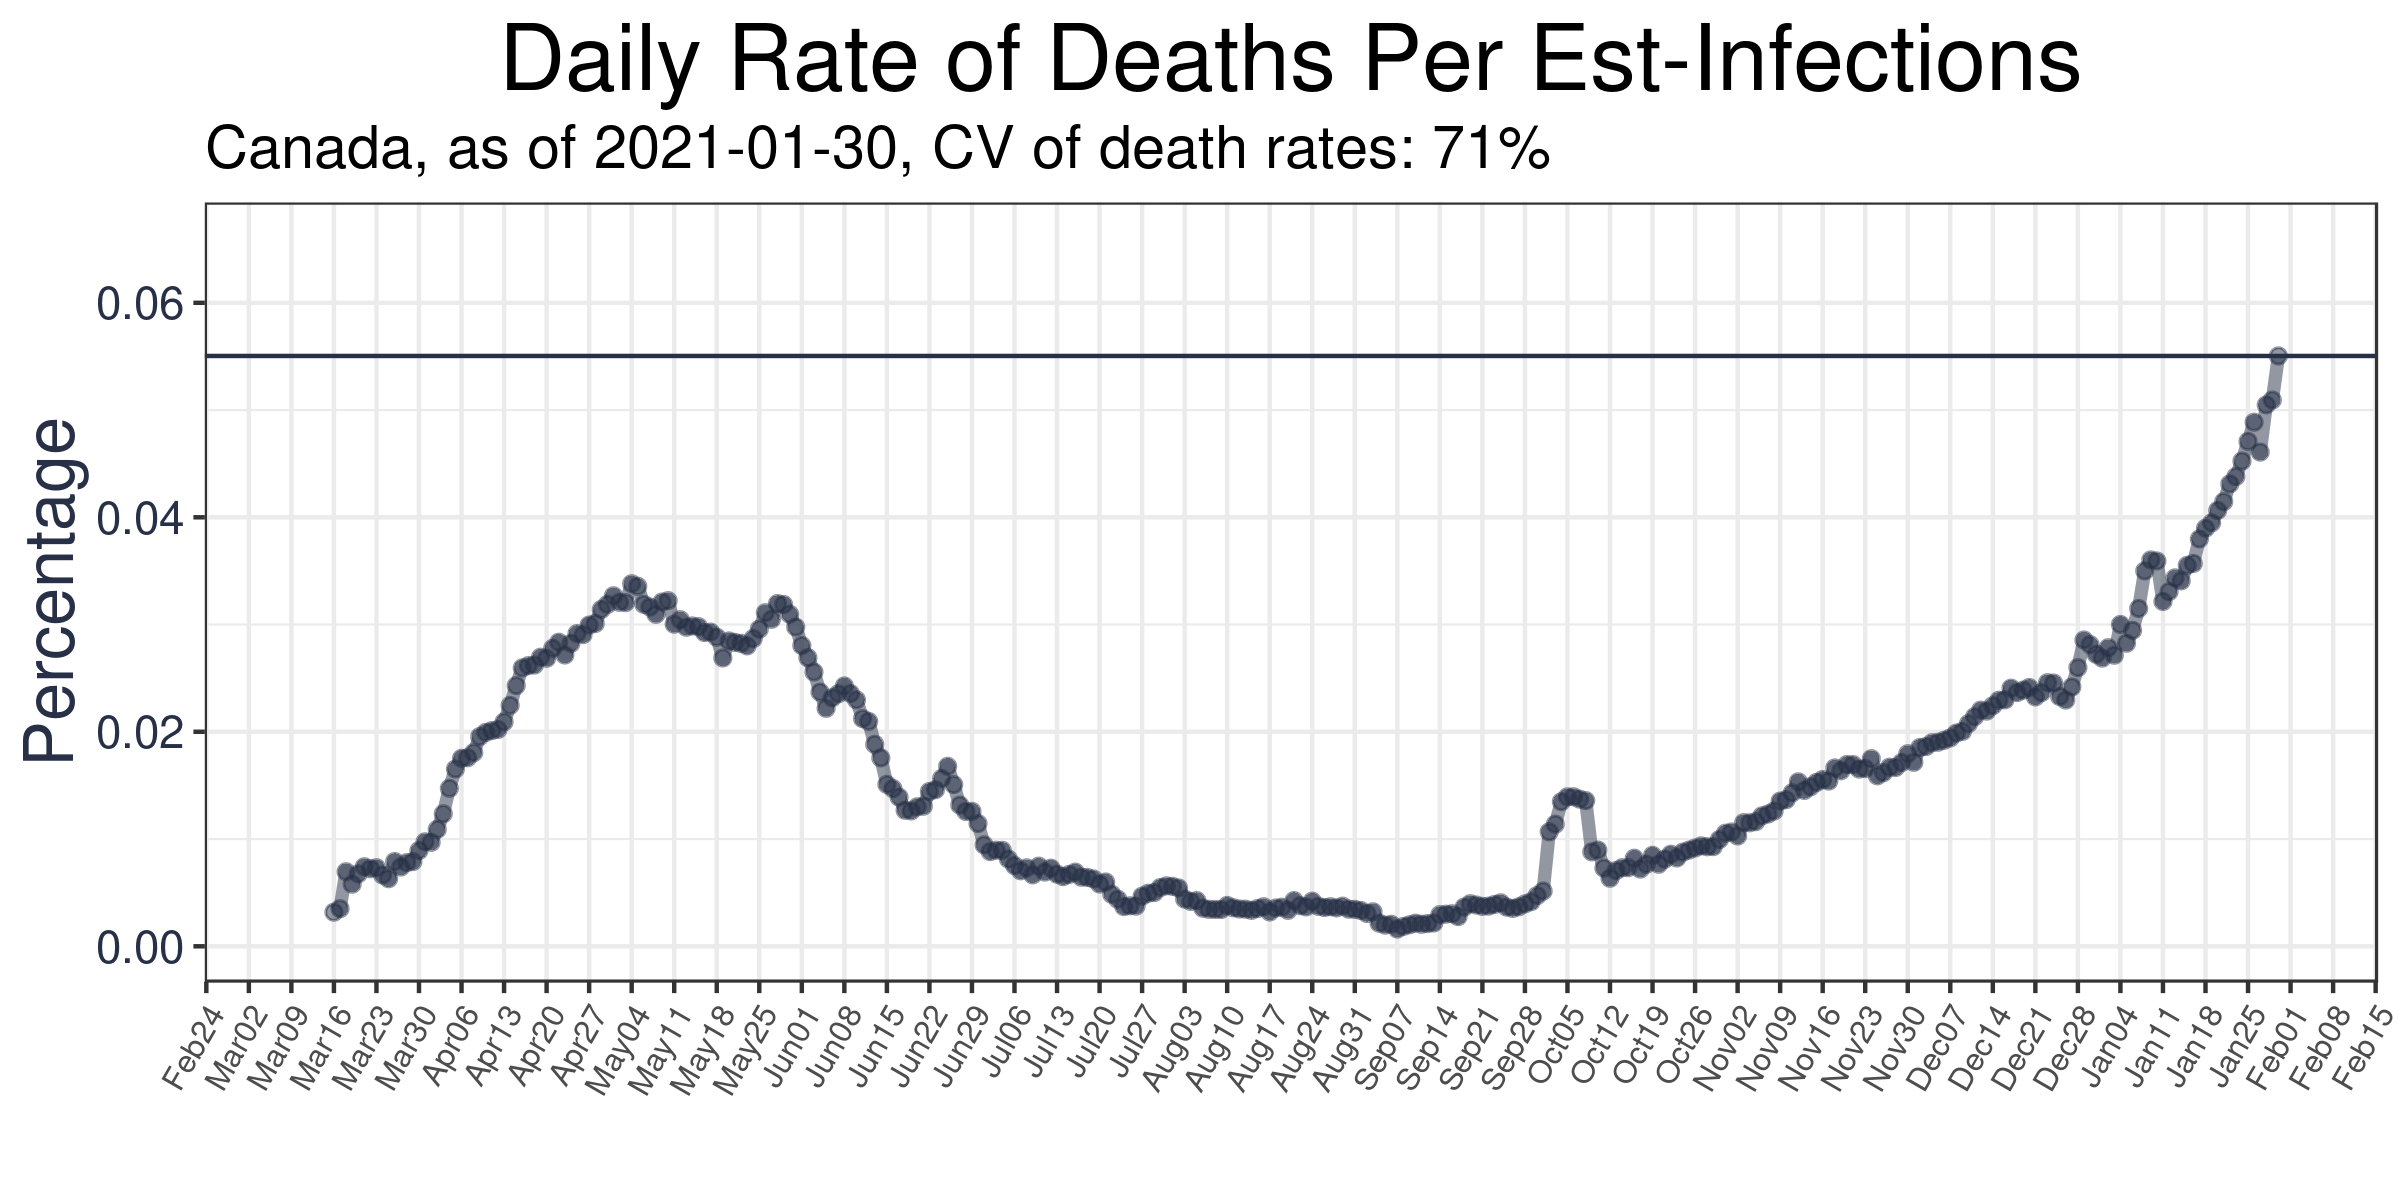 Daily Rate of Deaths Per Est-Infections
Canada, as of 2021-01-30, CV of death rates: 71%
Percentage
0.06
0.04
0.02
0.00
Feb24
Mar02
Mar09
Mar16
Mar23
Mar30
Apr06
Apr13
Apr20
Apr27
May04
May11
May18
May25
Jun01
Jun08
Jun15
Jun22
Jun29
Jul06
Jul13
Jul20
Jul27
Aug03
Aug10
Aug17
Aug24
Aug31
Sep07
Sep14
Sep21
Sep28
Oct05
Oct12
Oct19
Oct26
Nov02
Nov09
Nov16
Nov23
Nov30
Dec07
Dec14
Dec21
Dec28
Jan04
Jan11
Jan18
Jan25
Feb01
Feb08
Feb15